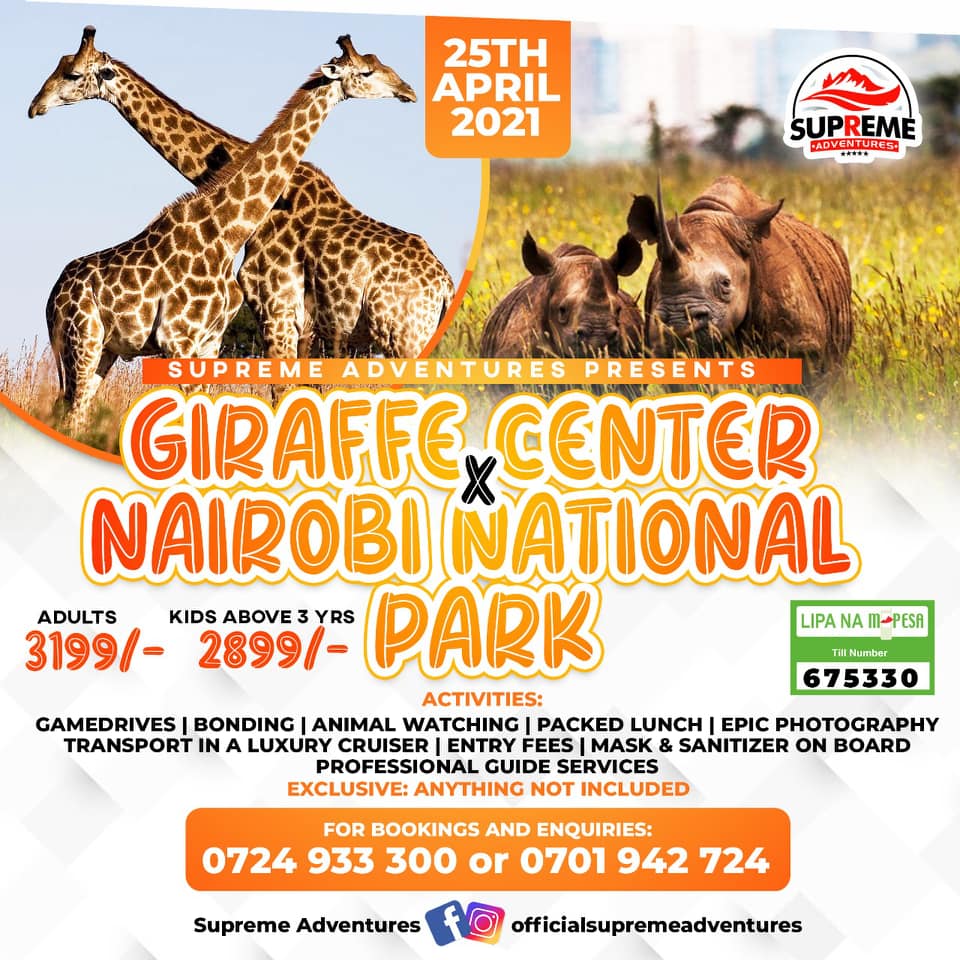 25TH
APRIL
2021
SUPREME
ADVENTURES
SUPREME ADVENTURES PRESENTS
GIRAFFE CENTER
X
NAIROBI NATIONAL
PARK
ADULTS
3199/-
KIDS ABOVE 3 YRS
2899/-
LIPA NA M-PESA
Till Number
675330
ACTIVITIES:
GAMEDRIVES | BONDING | ANIMAL WATCHING | PACKED LUNCH | EPIC PHOTOGRAPHY
TRANSPORT IN A LUXURY CRUISER | ENTRY FEES | MASK & SANITIZER ON BOARD
PROFESSIONAL GUIDE SERVICES
EXCLUSIVE: ANYTHING NOT INCLUDED
FOR BOOKINGS AND ENQUIRIES:
0724 933 300 or 0701 942 724
Supreme Adventures officialsupremeadventures